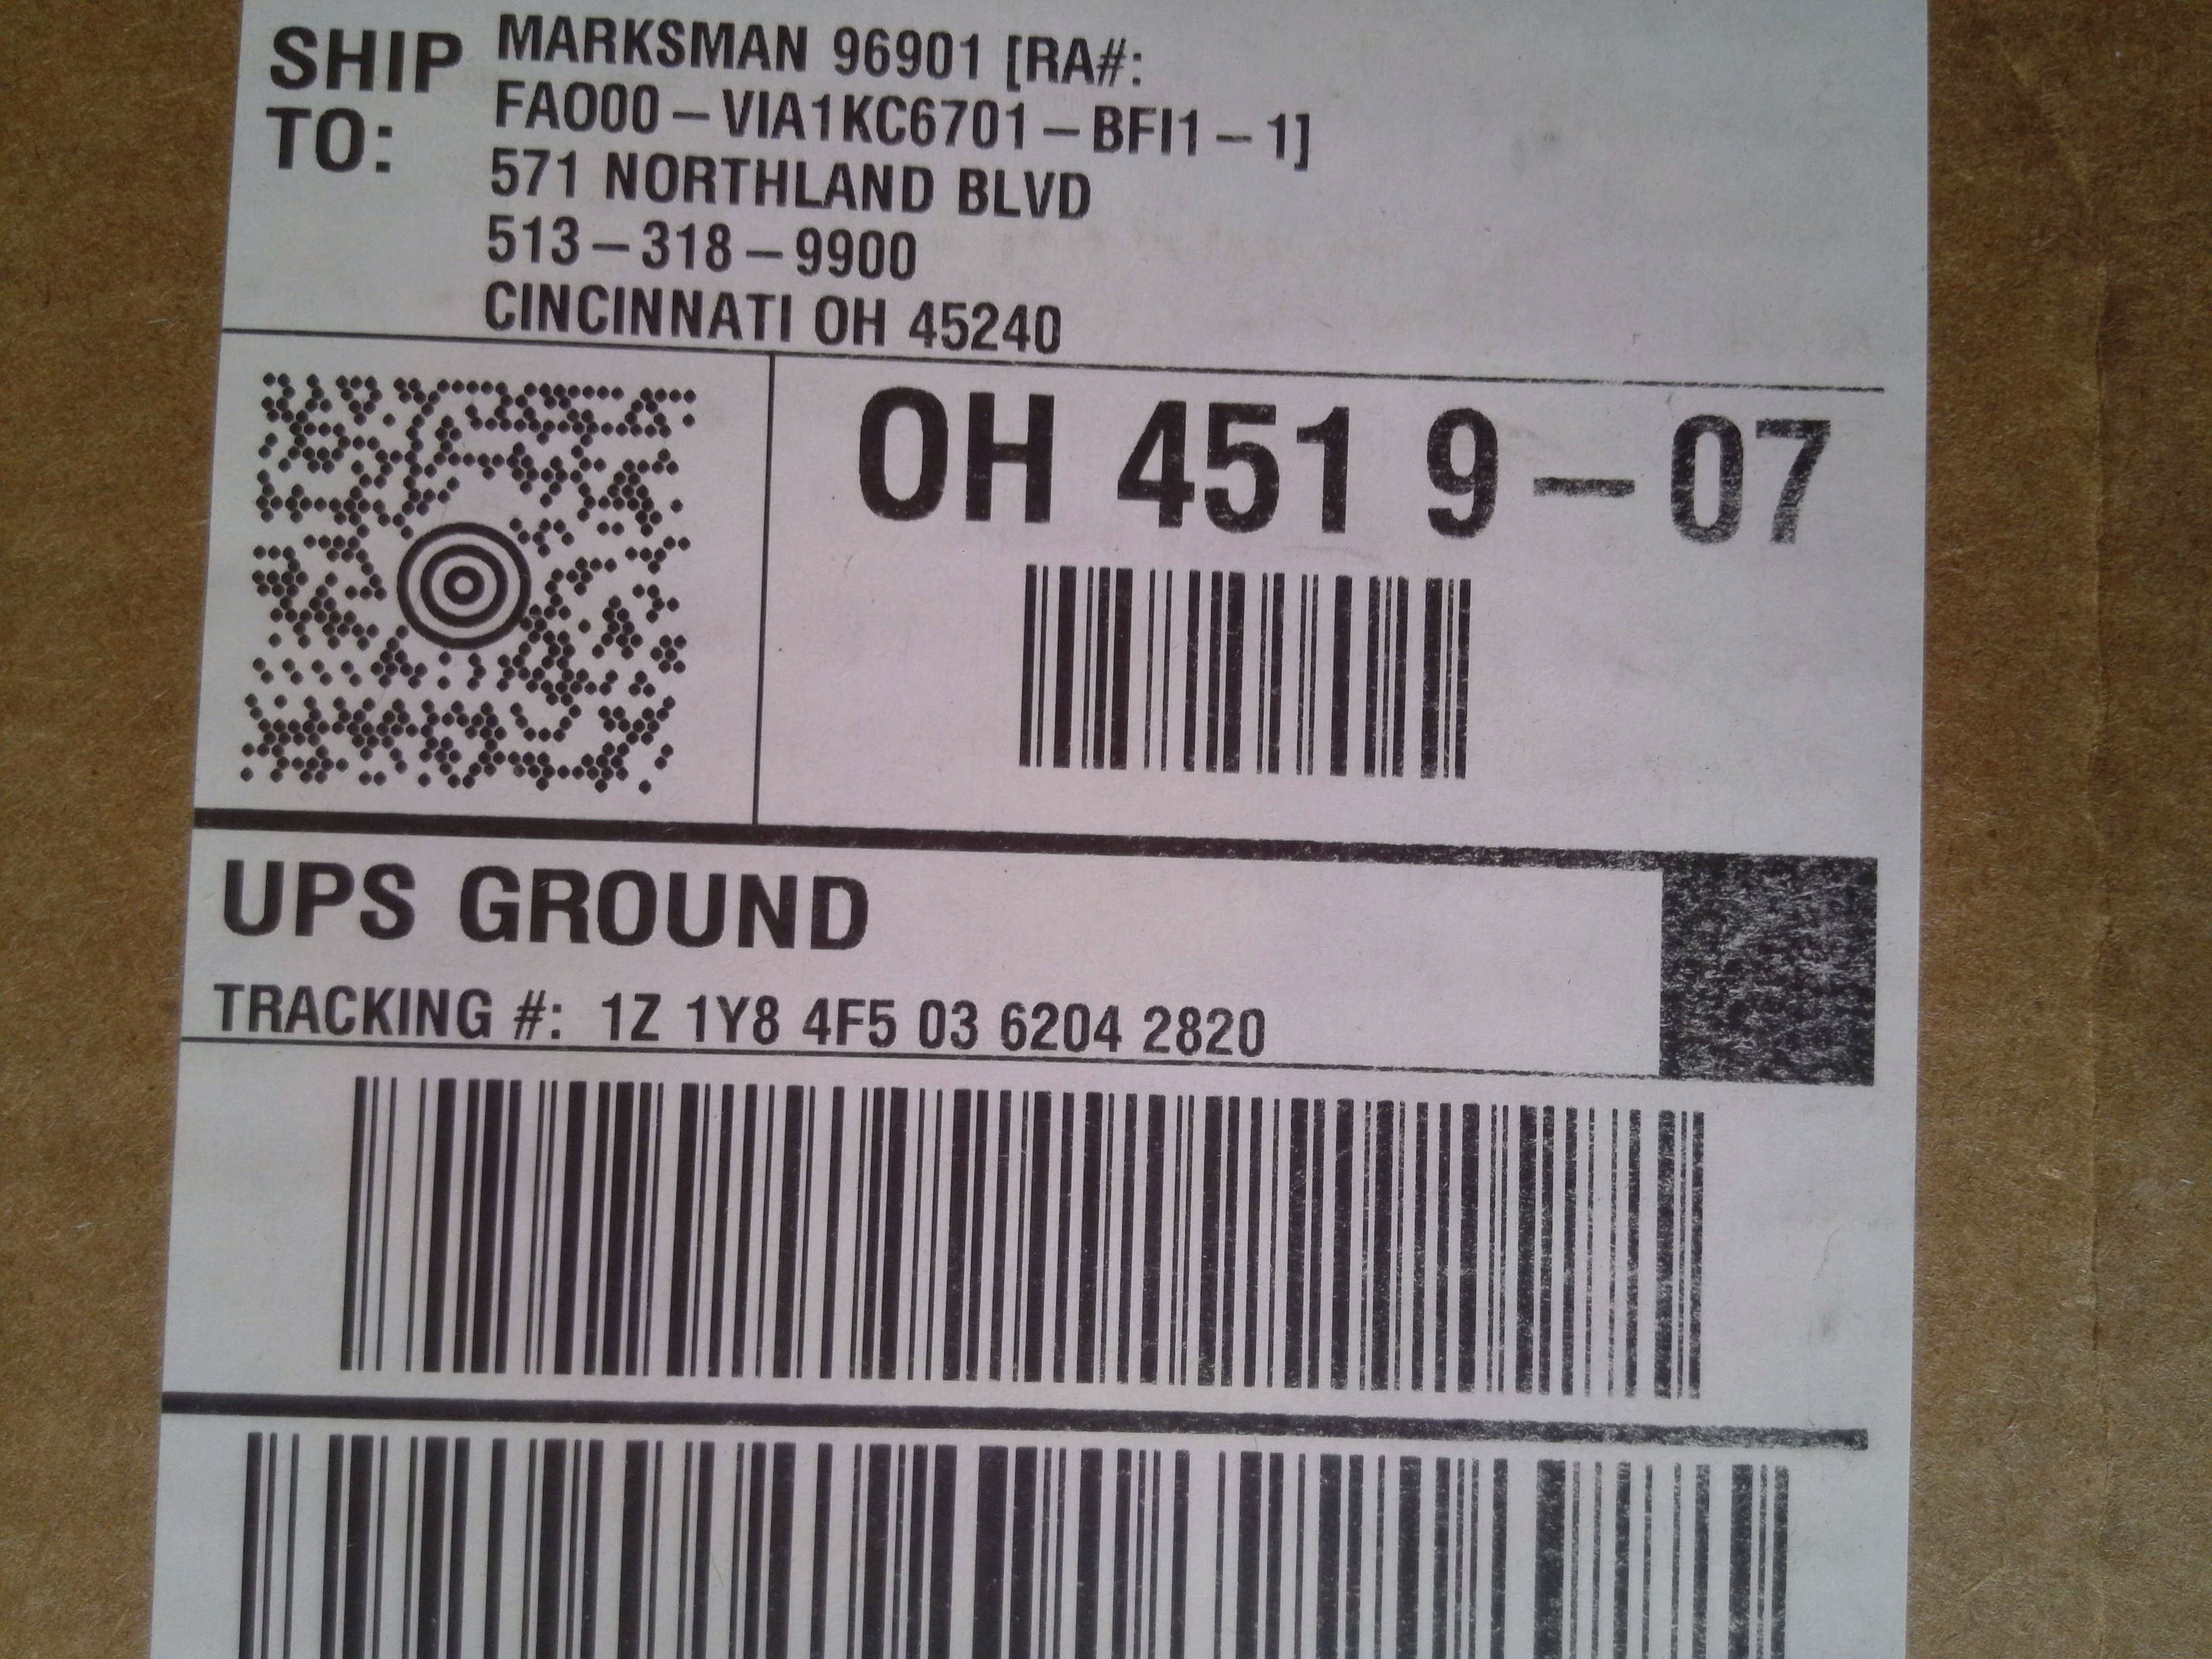 SHIP TO:
MARKSMAN 96901 [RA#:
FAO00-VIA1KC6701-BFI1-1]
571 NORTHLAND BLVD
513-318-9900
CINCINNATI OH 45240
OH 451 9-07
UPS GROUND
TRACKING #: 1Z 1Y8 4F5 03 6204 2820